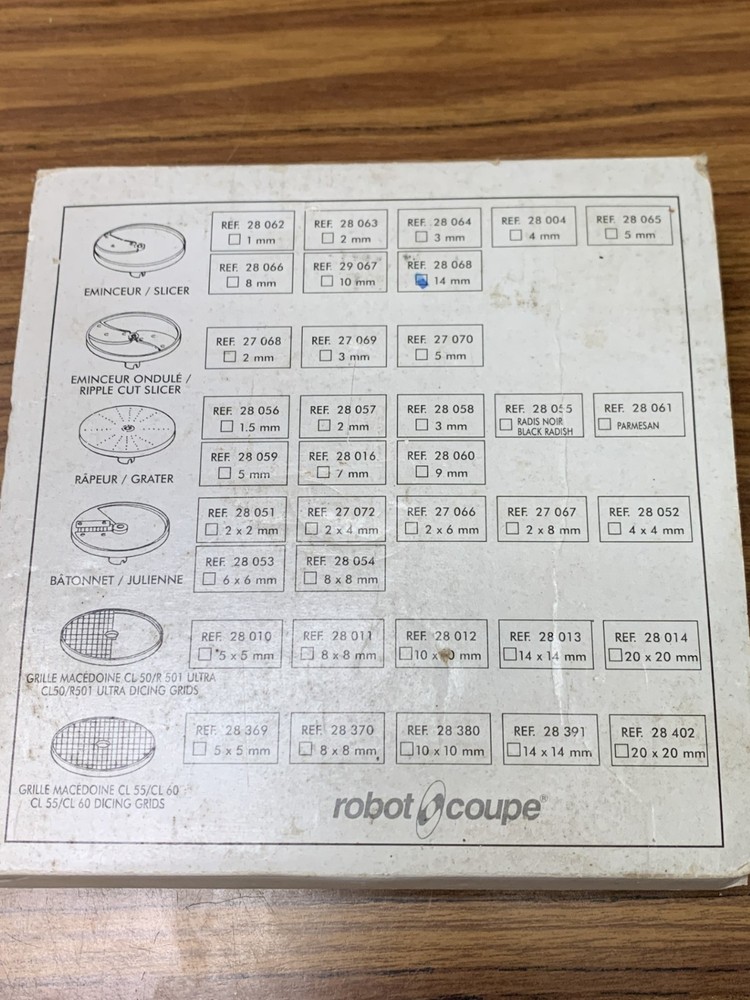 REF. 28 062 REF. 28 063 REF. 28 064 REF. 28 004 REF. 28 065
1 mm 2 mm 3 mm 4 mm 5 mm
REF. 28 066 REF. 29 067 REF. 28 068
8 mm 10 mm 14 mm
EMINCEUR / SLICER
REF. 27 068 REF. 27 069 REF. 27 070
2 mm 3 mm 5 mm
EMINCEUR ONDULÉ /
RIPPLE CUT SLICER
REF. 28 056 REF. 28 057 REF. 28 058 REF. 28 055 REF. 28 061
1.5 mm 2 mm 3 mm RADIS NOIR PARMESAN
BLACK RADISH
REF. 28 059 REF. 28 016 REF. 28 060
5 mm 7 mm 9 mm
RÂPEUR / GRATER
REF. 28 051 REF. 27 072 REF. 27 066 REF. 27 067 REF. 28 052
2 x 2 mm 2 x 4 mm 2 x 6 mm 2 x 8 mm 4 x 4 mm
REF. 28 053 REF. 28 054
6 x 6 mm 8 x 8 mm
BÂTONNET / JULIENNE
REF. 28 010 REF. 28 011 REF. 28 012 REF. 28 013 REF. 28 014
5 x 5 mm 8 x 8 mm 10 x 10 mm 14 x 14 mm 20 x 20 mm
GRILLE MACÉDOINE CL 50/R 501 ULTRA
CL50/R501 ULTRA DICING GRIDS
REF. 28 369 REF. 28 370 REF. 28 380 REF. 28 391 REF. 28 402
5 x 5 mm 8 x 8 mm 10 x 10 mm 14 x 14 mm 20 x 20 mm
GRILLE MACÉDOINE CL 55/CL 60
CL 55/CL 60 DICING GRIDS
robot coupe®